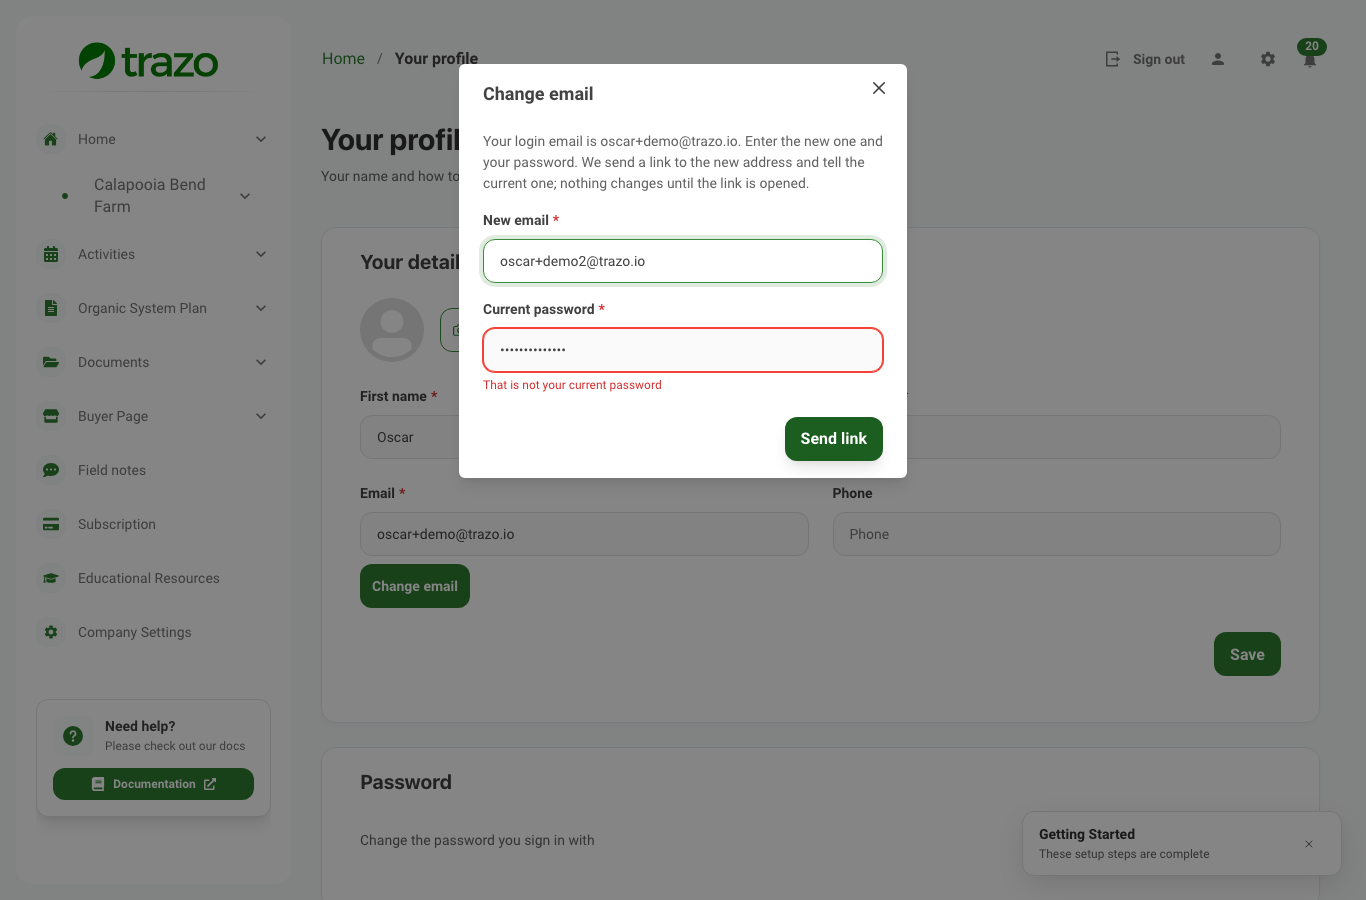 trazo
Home / Your profile
Sign out
20
Home
Calapooia Bend
Farm
Activities
Organic System Plan
Documents
Buyer Page
Field notes
Subscription
Educational Resources
Company Settings
Need help?
Please check out our docs
Documentation
Your profil
Your name and how to
Your detail
First name *
Oscar
Email *
oscar+demo@trazo.io
Change email
Phone
Phone
Save
Password
Change the password you sign in with
Change email
Your login email is oscar+demo@trazo.io. Enter the new one and
your password. We send a link to the new address and tell the
current one; nothing changes until the link is opened.
New email *
oscar+demo2@trazo.io
Current password *
••••••••••••••
That is not your current password
Send link
Getting Started
These setup steps are complete